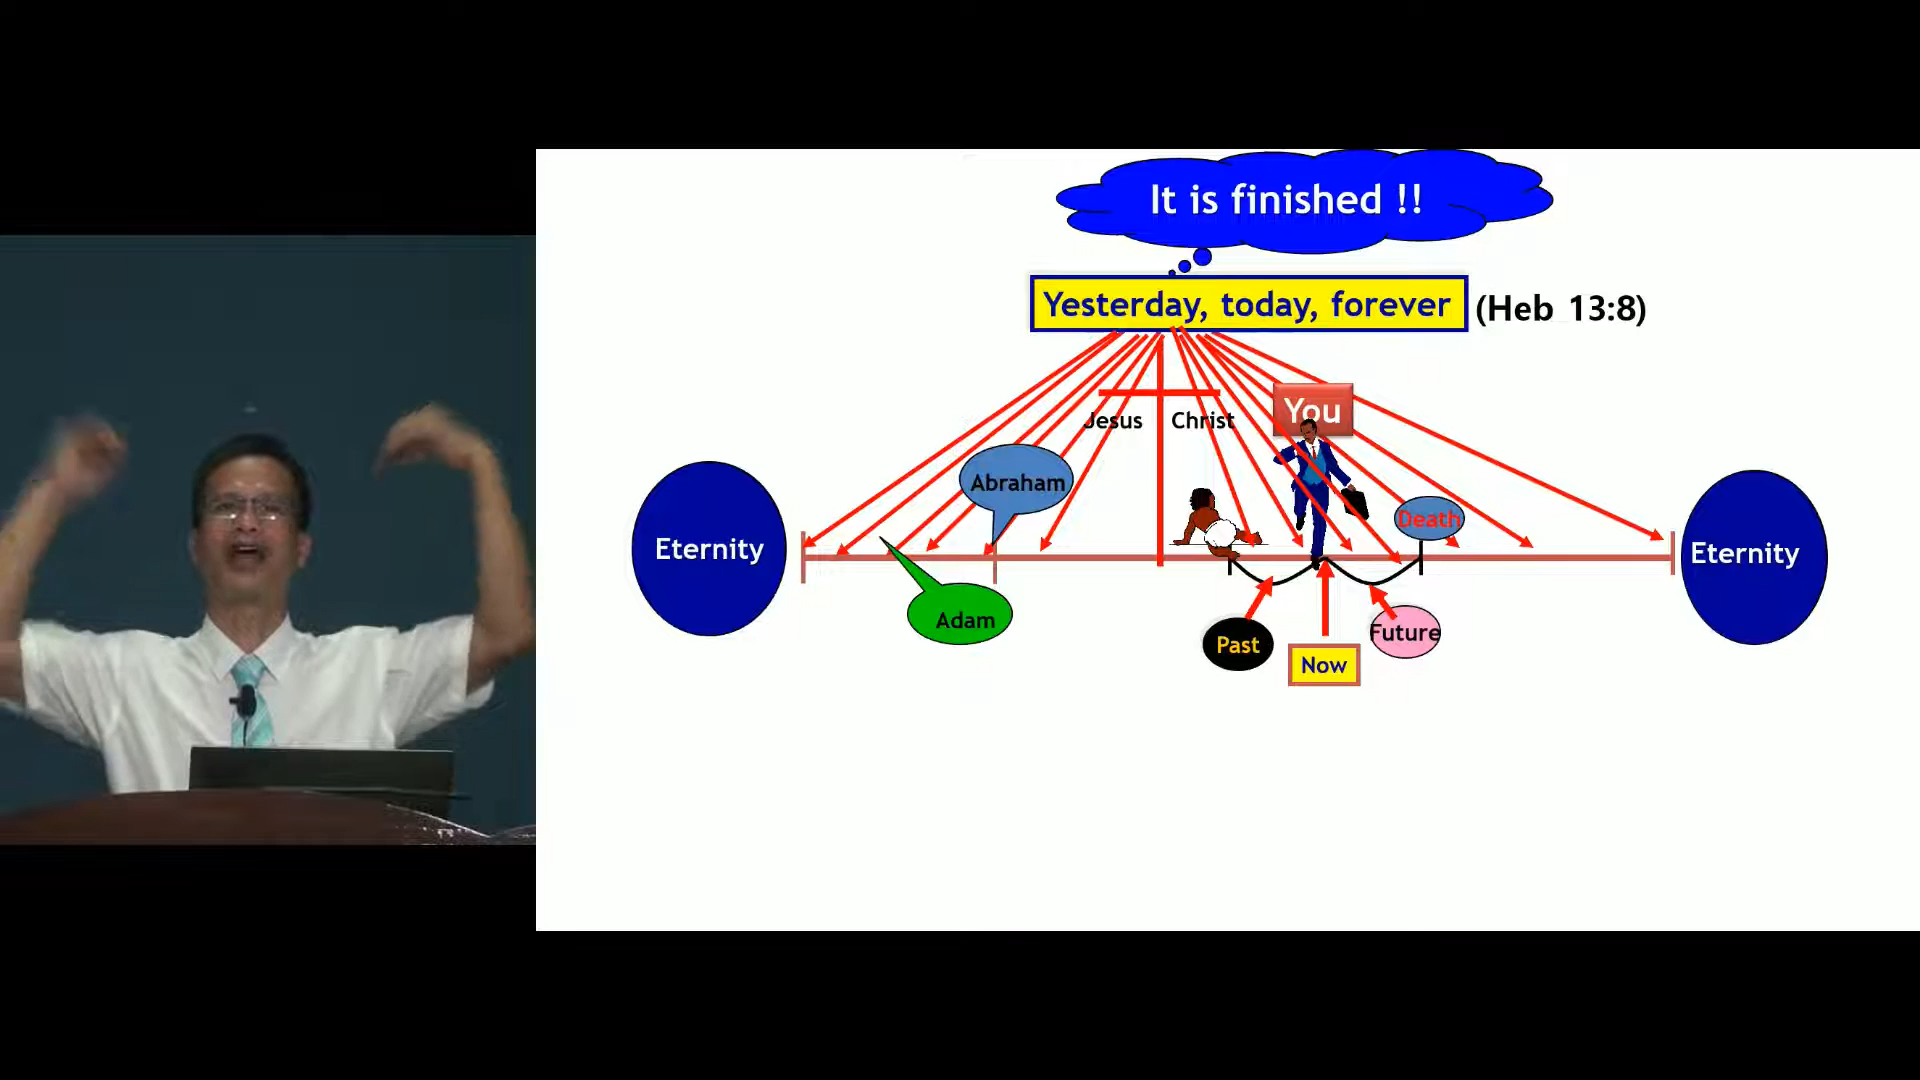 It is finished !!
Yesterday, today, forever (Heb 13:8)
You
Jesus Christ
Abraham
Death
Eternity
Eternity
Adam
Past
Now
Future